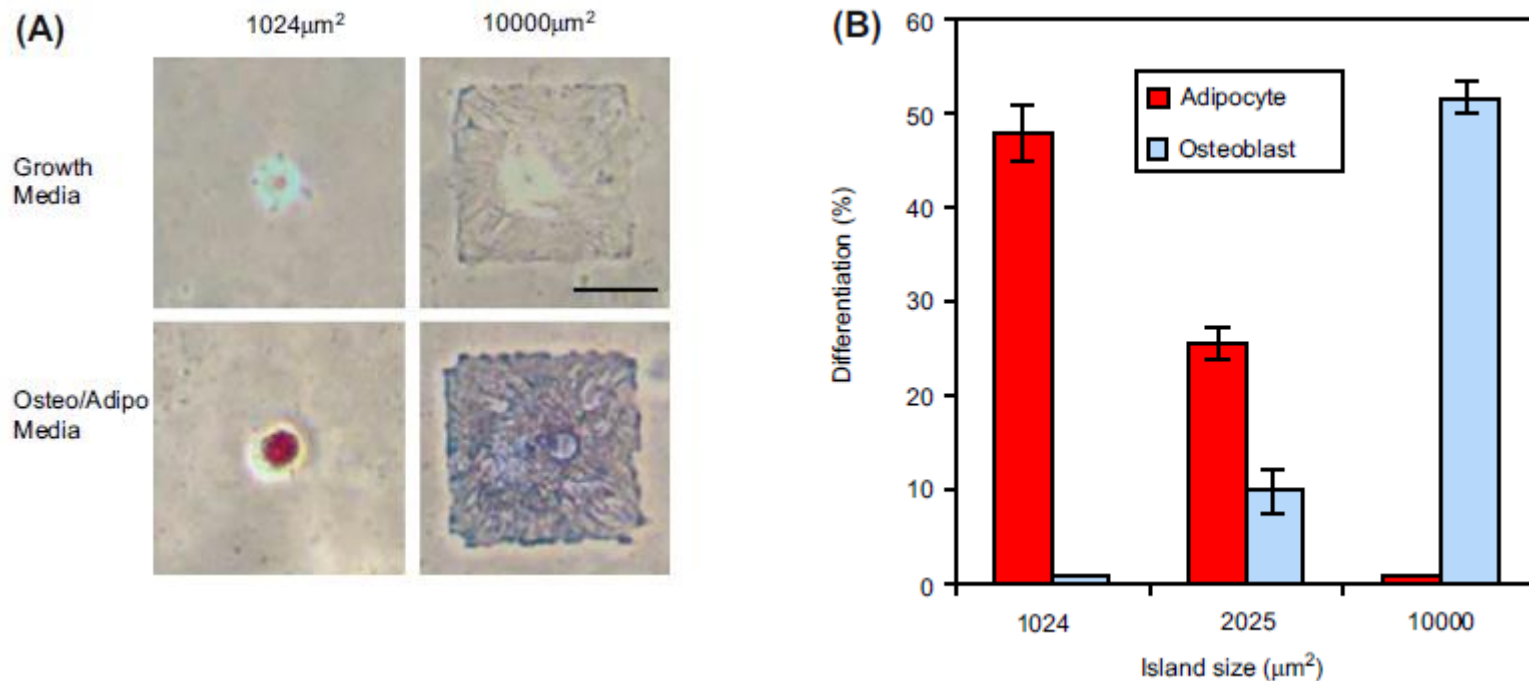 (A)
1024μm²
10000μm²
Growth
Media
Osteo/Adipo
Media
(B)
60
50
40
30
20
10
0
Differentiation (%)
Adipocyte
Osteoblast
1024
2025
10000
Island size (μm²)